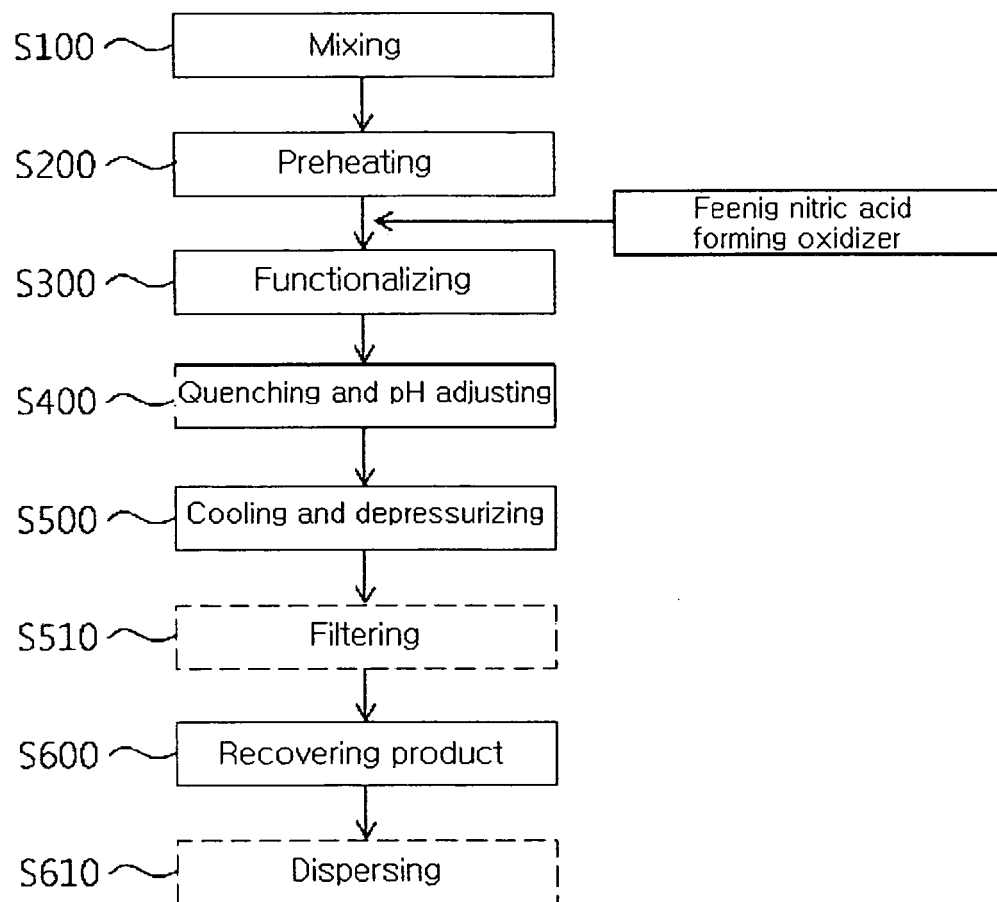 S100 Mixing
S200 Preheating
Feenig nitric acid
forming oxidizer
S300 Functionalizing
S400 Quenching and pH adjusting
S500 Cooling and depressurizing
S510 Filtering
S600 Recovering product
S610 Dispersing